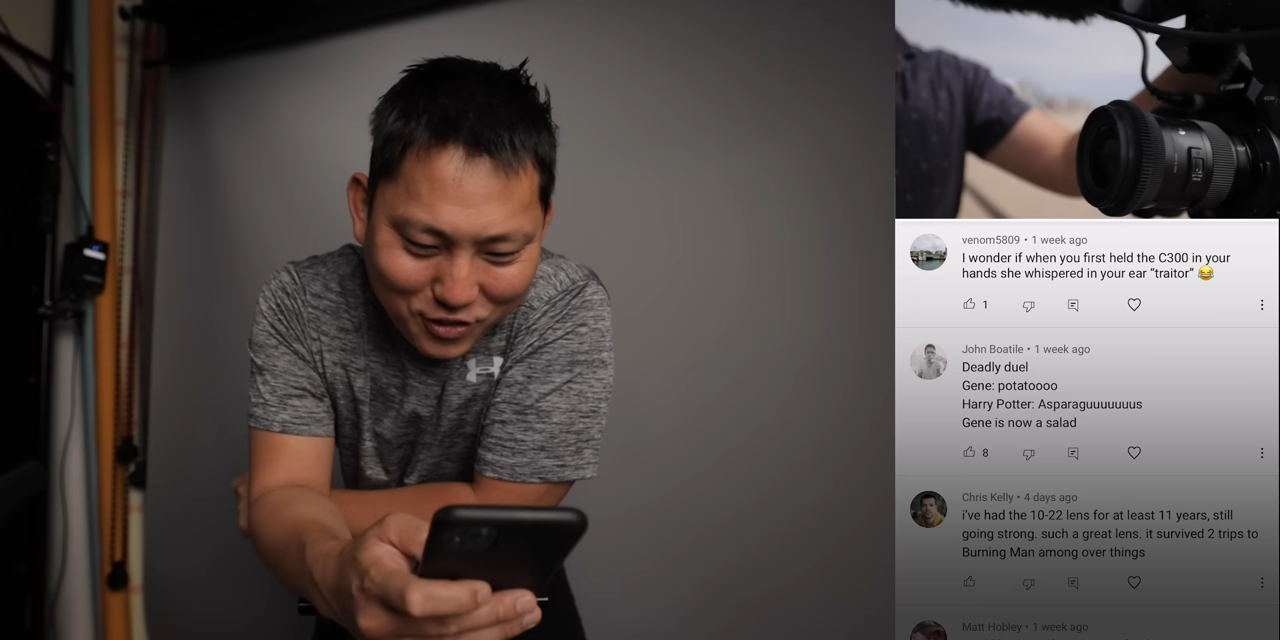 venom5809 • 1 week ago
I wonder if when you first held the C300 in your
hands she whispered in your ear “traitor” 😂
1
John Boatile • 1 week ago
Deadly duel
Gene: potatoooo
Harry Potter: Asparaguuuuuuus
Gene is now a salad
8
Chris Kelly • 4 days ago
i've had the 10-22 lens for at least 11 years, still
going strong. such a great lens. it survived 2 trips to
Burning Man among over things
Matt Hobley • 1 week ago